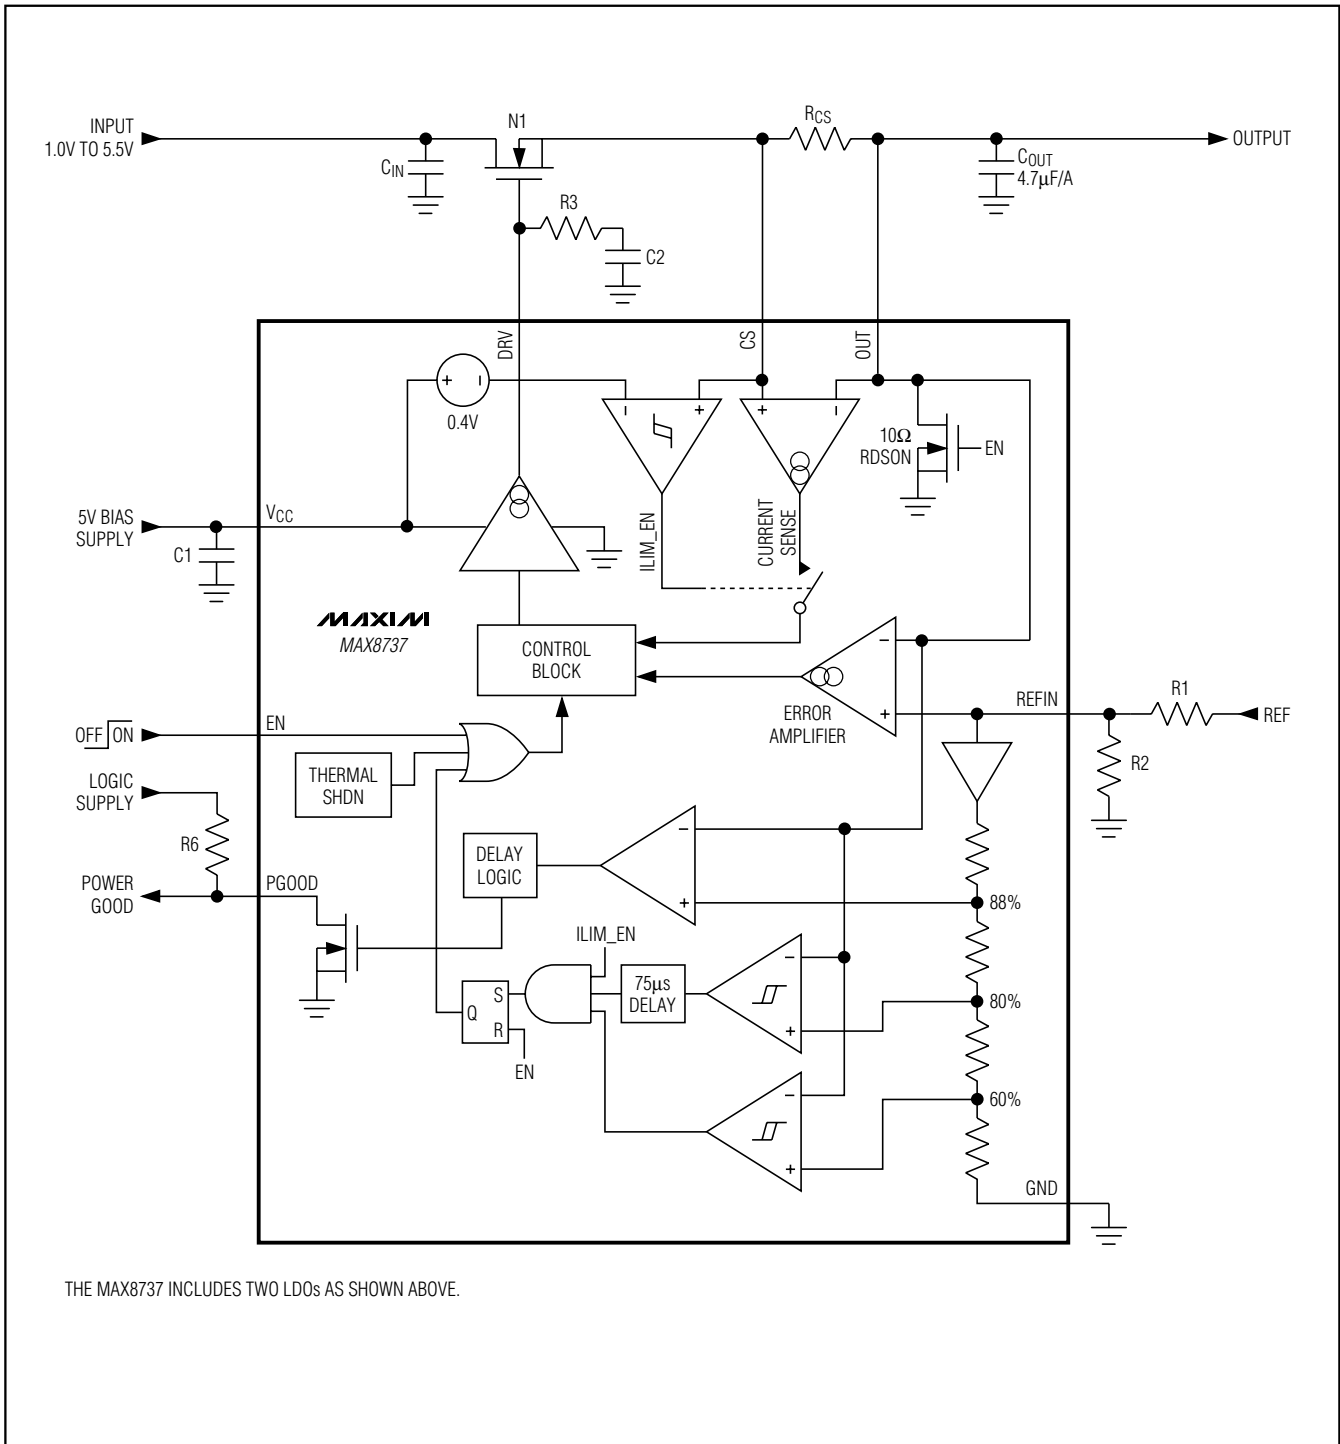 N1
RCS
INPUT
1.0V TO 5.5V
OUTPUT
CIN
COUT
4.7µF/A
R3
C2
DRV
CS
OUT
+ −
0.4V
− +
+ −
10Ω
RDSON
EN
5V BIAS
SUPPLY
VCC
C1
ILIM_EN
CURRENT
SENSE
MAXIM
MAX8737
CONTROL
BLOCK
−
+
ERROR
AMPLIFIER
REFIN
R1
REF
R2
OFF ON
EN
THERMAL
SHDN
LOGIC
SUPPLY
R6
POWER
GOOD
PGOOD
DELAY
LOGIC
−
+
88%
ILIM_EN
75µs
DELAY
−
+
80%
S
Q
R
EN
−
+
60%
GND
THE MAX8737 INCLUDES TWO LDOs AS SHOWN ABOVE.